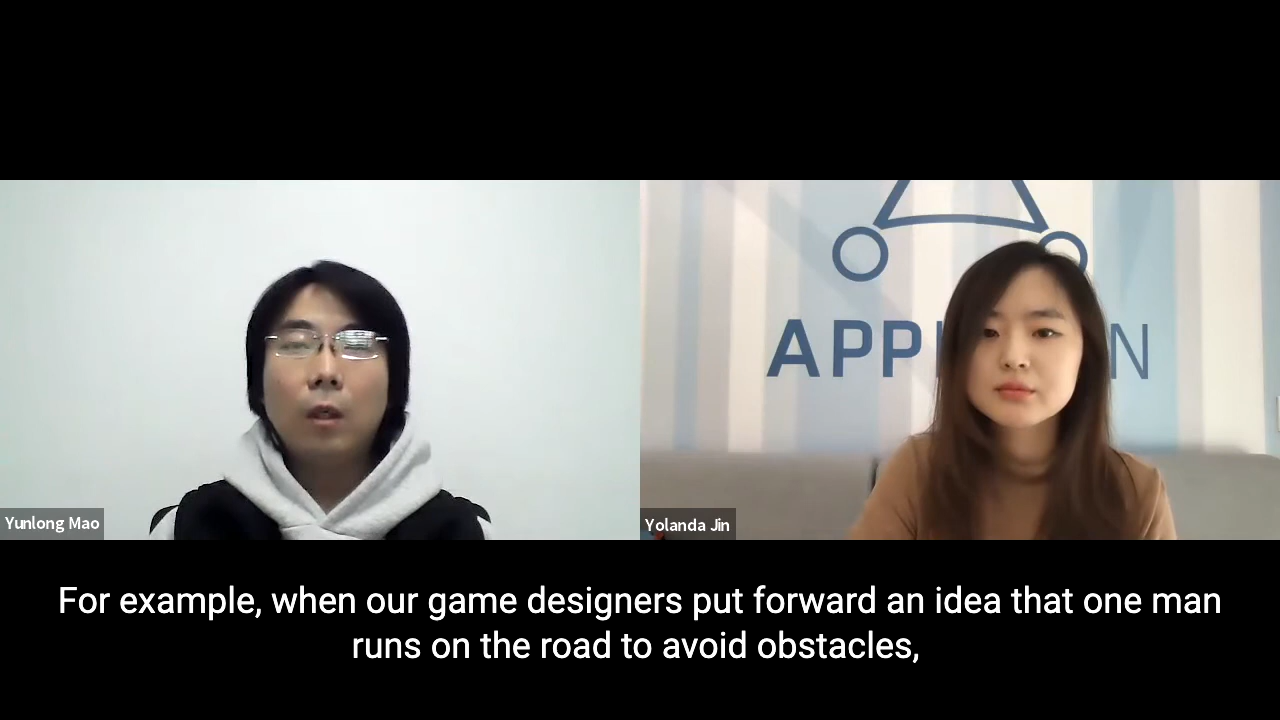 APPI N
Yunlong Mao
Yolanda Jin
For example, when our game designers put forward an idea that one man
runs on the road to avoid obstacles,